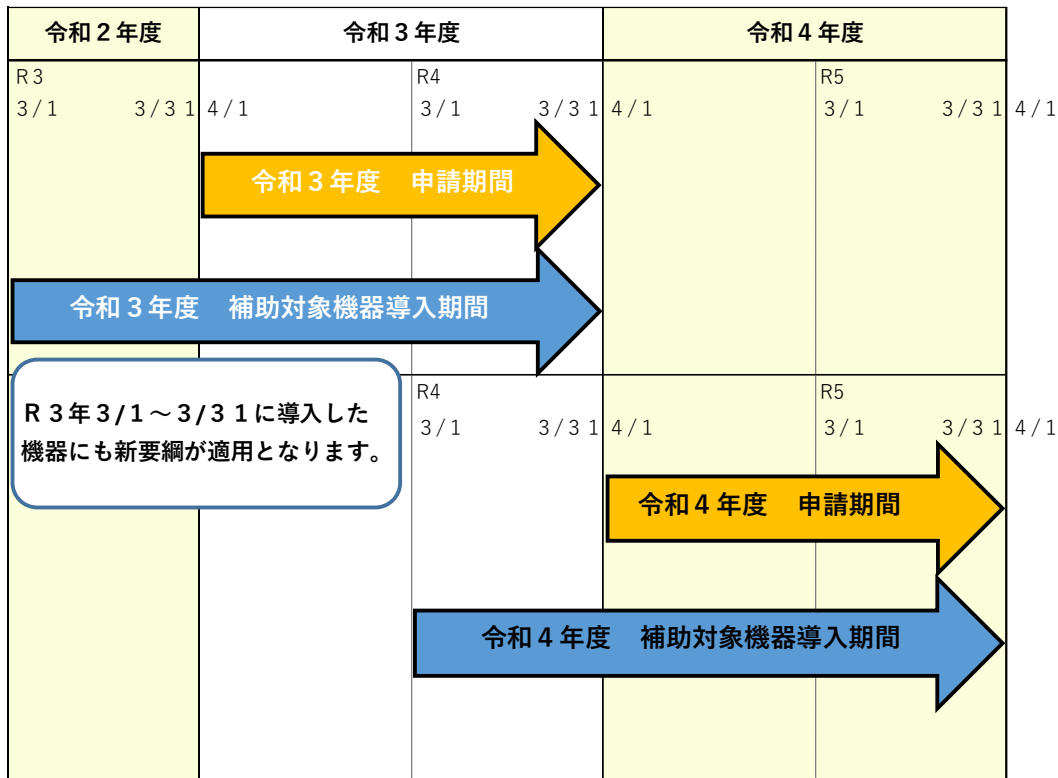 令和２年度 令和３年度 令和４年度
R3 R4 R5
3/1 3/31 4/1 3/1 3/31 4/1 3/1 3/31 4/1
令和３年度　申請期間
令和３年度　補助対象機器導入期間
R３年３/１～３/３１に導入した
機器にも新要綱が適用となります。
R4 R5
3/1 3/31 4/1 3/1 3/31 4/1
令和４年度　申請期間
令和４年度　補助対象機器導入期間